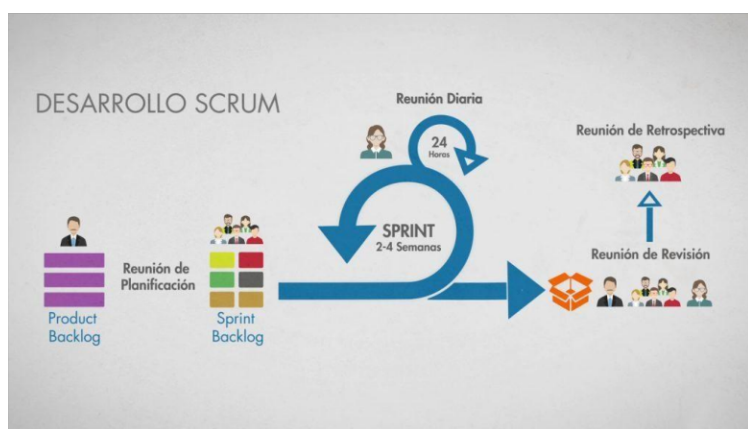 DESARROLLO SCRUM
Reunión Diaria
24
Horas
SPRINT
2-4 Semanas
Reunión de
Planificación
Product
Backlog
Sprint
Backlog
Reunión de Retrospectiva
Reunión de Revisión